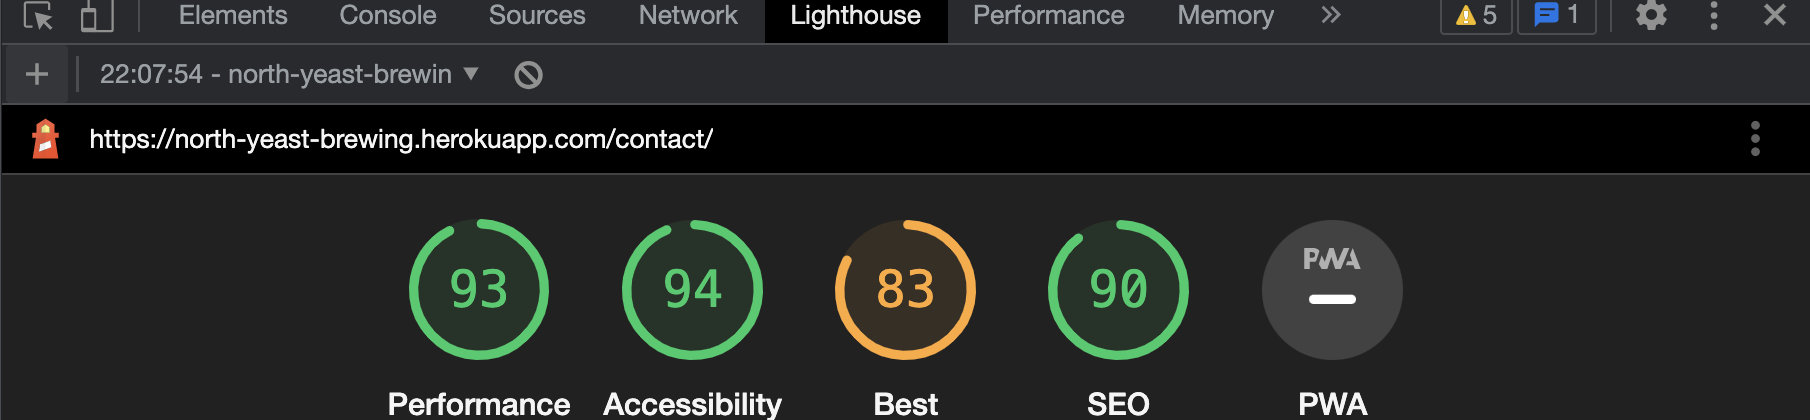 Elements Console Sources Network Lighthouse Performance Memory 5 1
22:07:54 - north-yeast-brewin
https://north-yeast-brewing.herokuapp.com/contact/
93 94 83 90 PWA
Performance Accessibility Best SEO PWA